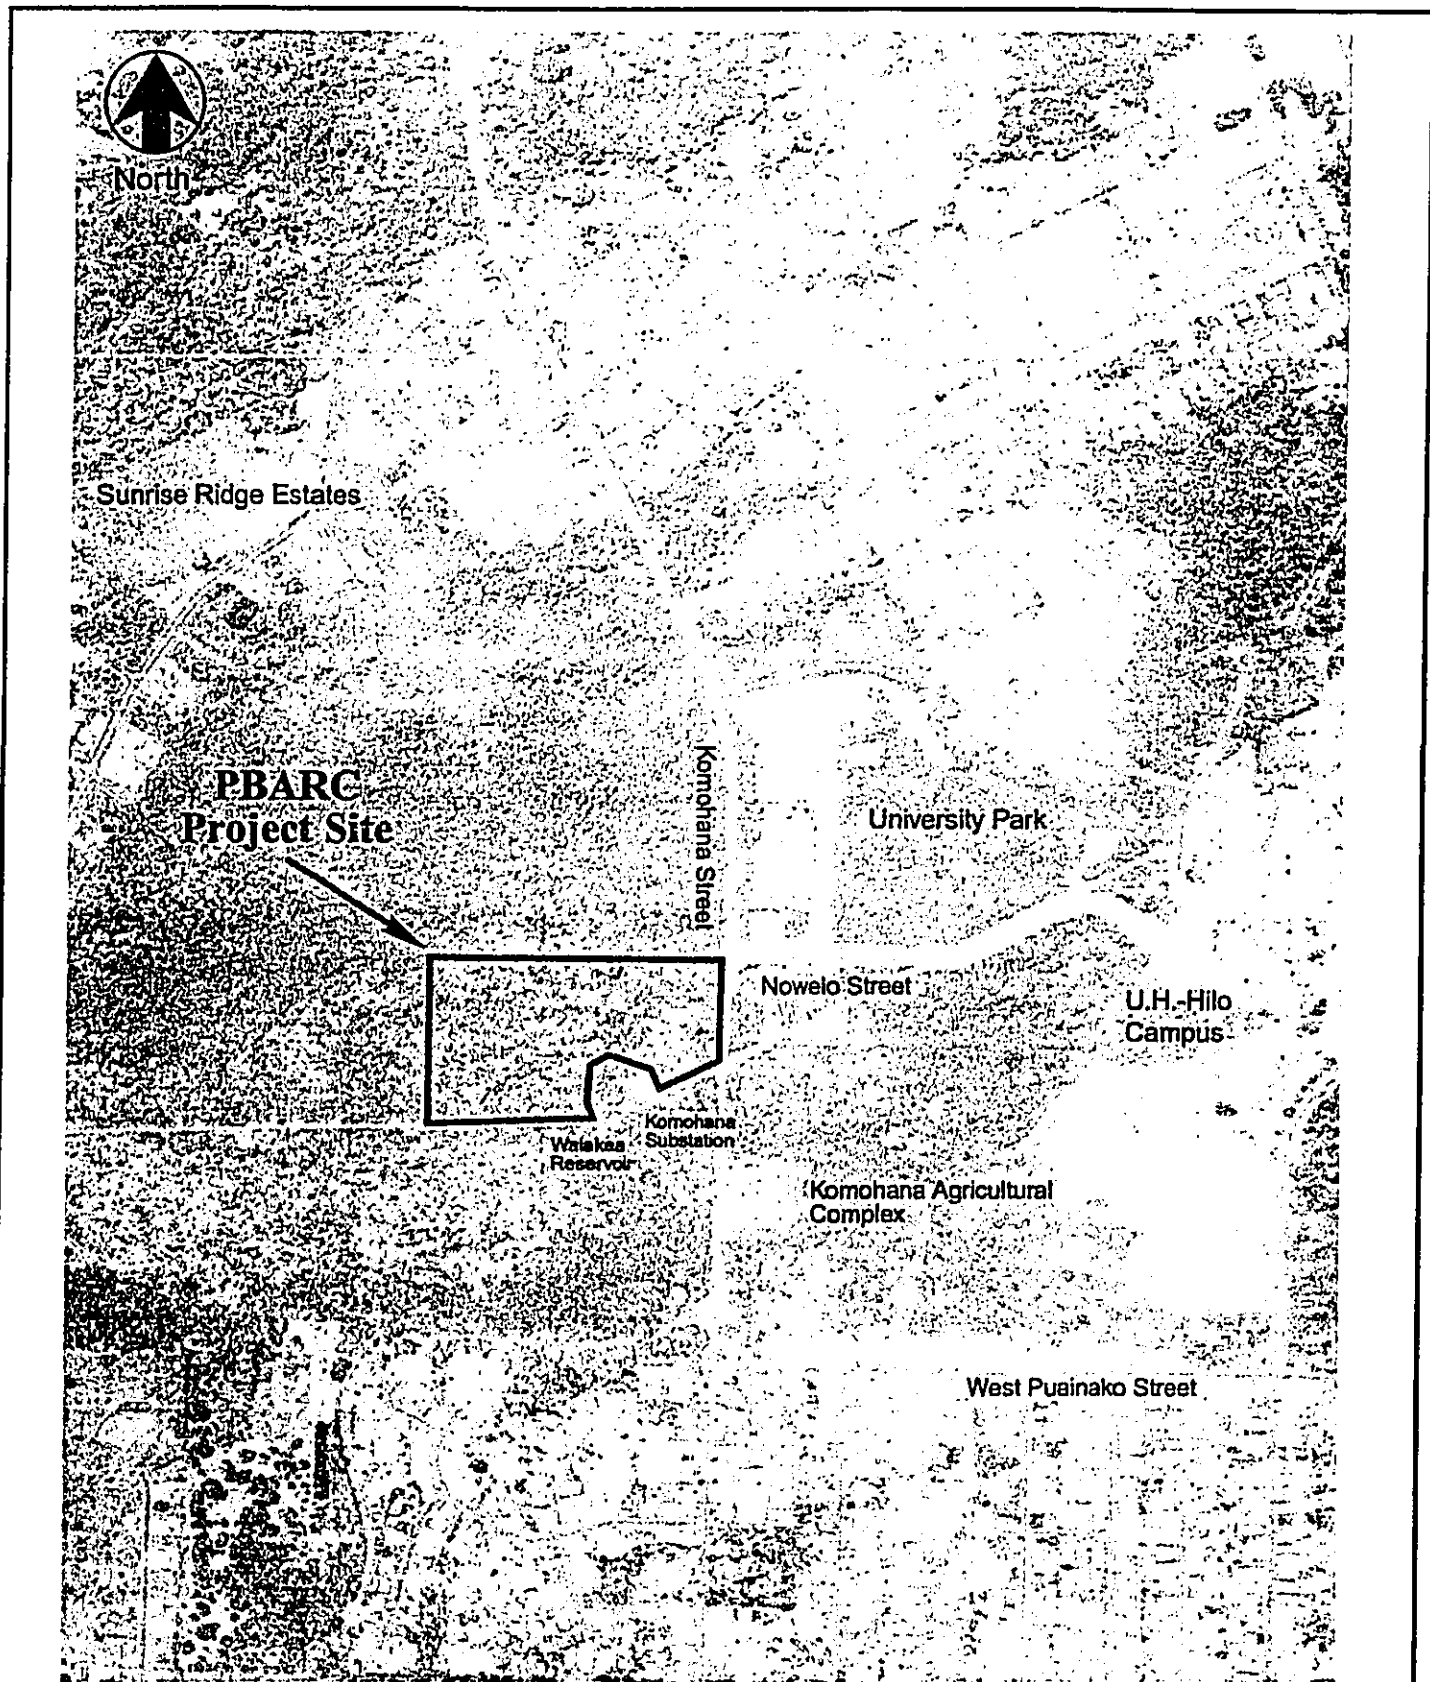 North
Sunrise Ridge Estates
PBARC
Project Site
Komohana Street
University Park
Nowelo Street
U.H.-Hilo
Campus
Komohana
Substation
Waiakea
Reservoir
Komohana Agricultural
Complex
West Puainako Street